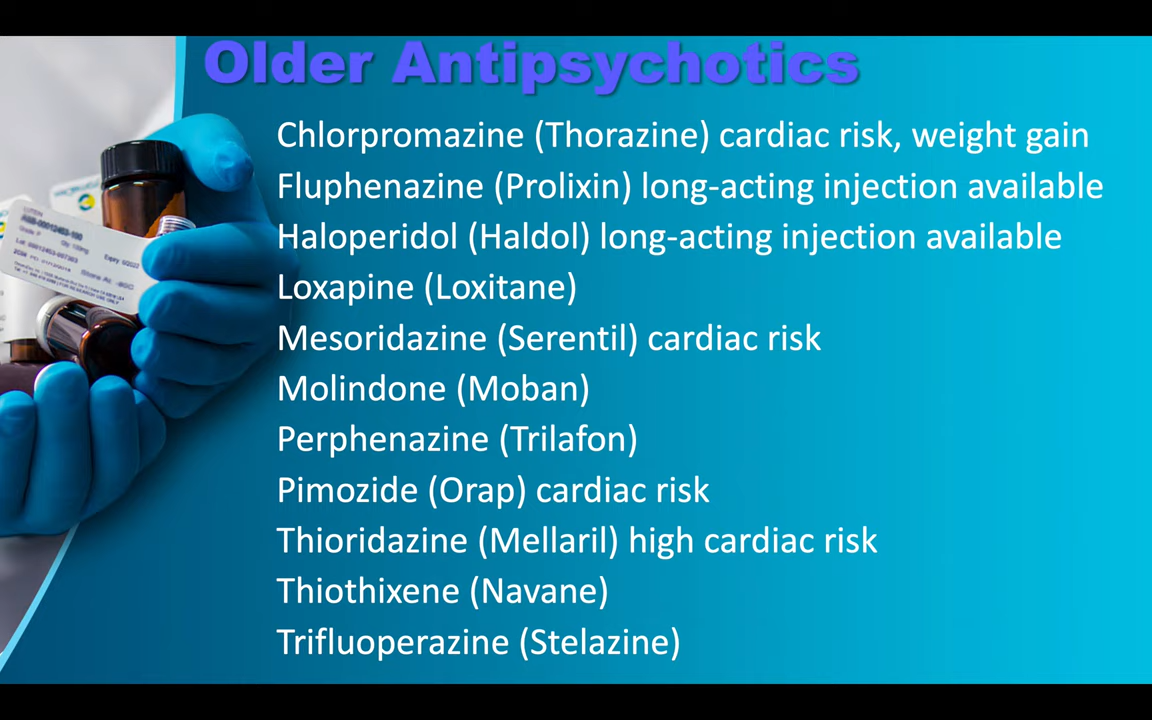 Older Antipsychotics
Chlorpromazine (Thorazine) cardiac risk, weight gain
Fluphenazine (Prolixin) long-acting injection available
Haloperidol (Haldol) long-acting injection available
Loxapine (Loxitane)
Mesoridazine (Serentil) cardiac risk
Molindone (Moban)
Perphenazine (Trilafon)
Pimozide (Orap) cardiac risk
Thioridazine (Mellaril) high cardiac risk
Thiothixene (Navane)
Trifluoperazine (Stelazine)